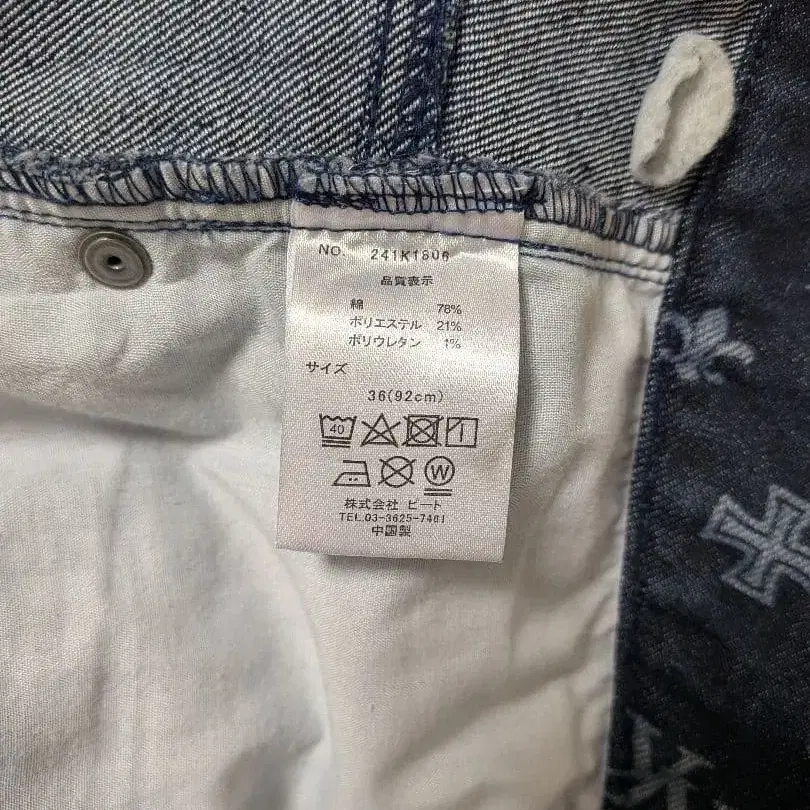 NO. 241K1806
品質表示
綿 78%
ポリエステル 21%
ポリウレタン 1%
サイズ
36(92cm)
40
W
株式会社 ビート
TEL.03-3625-7461
中国製